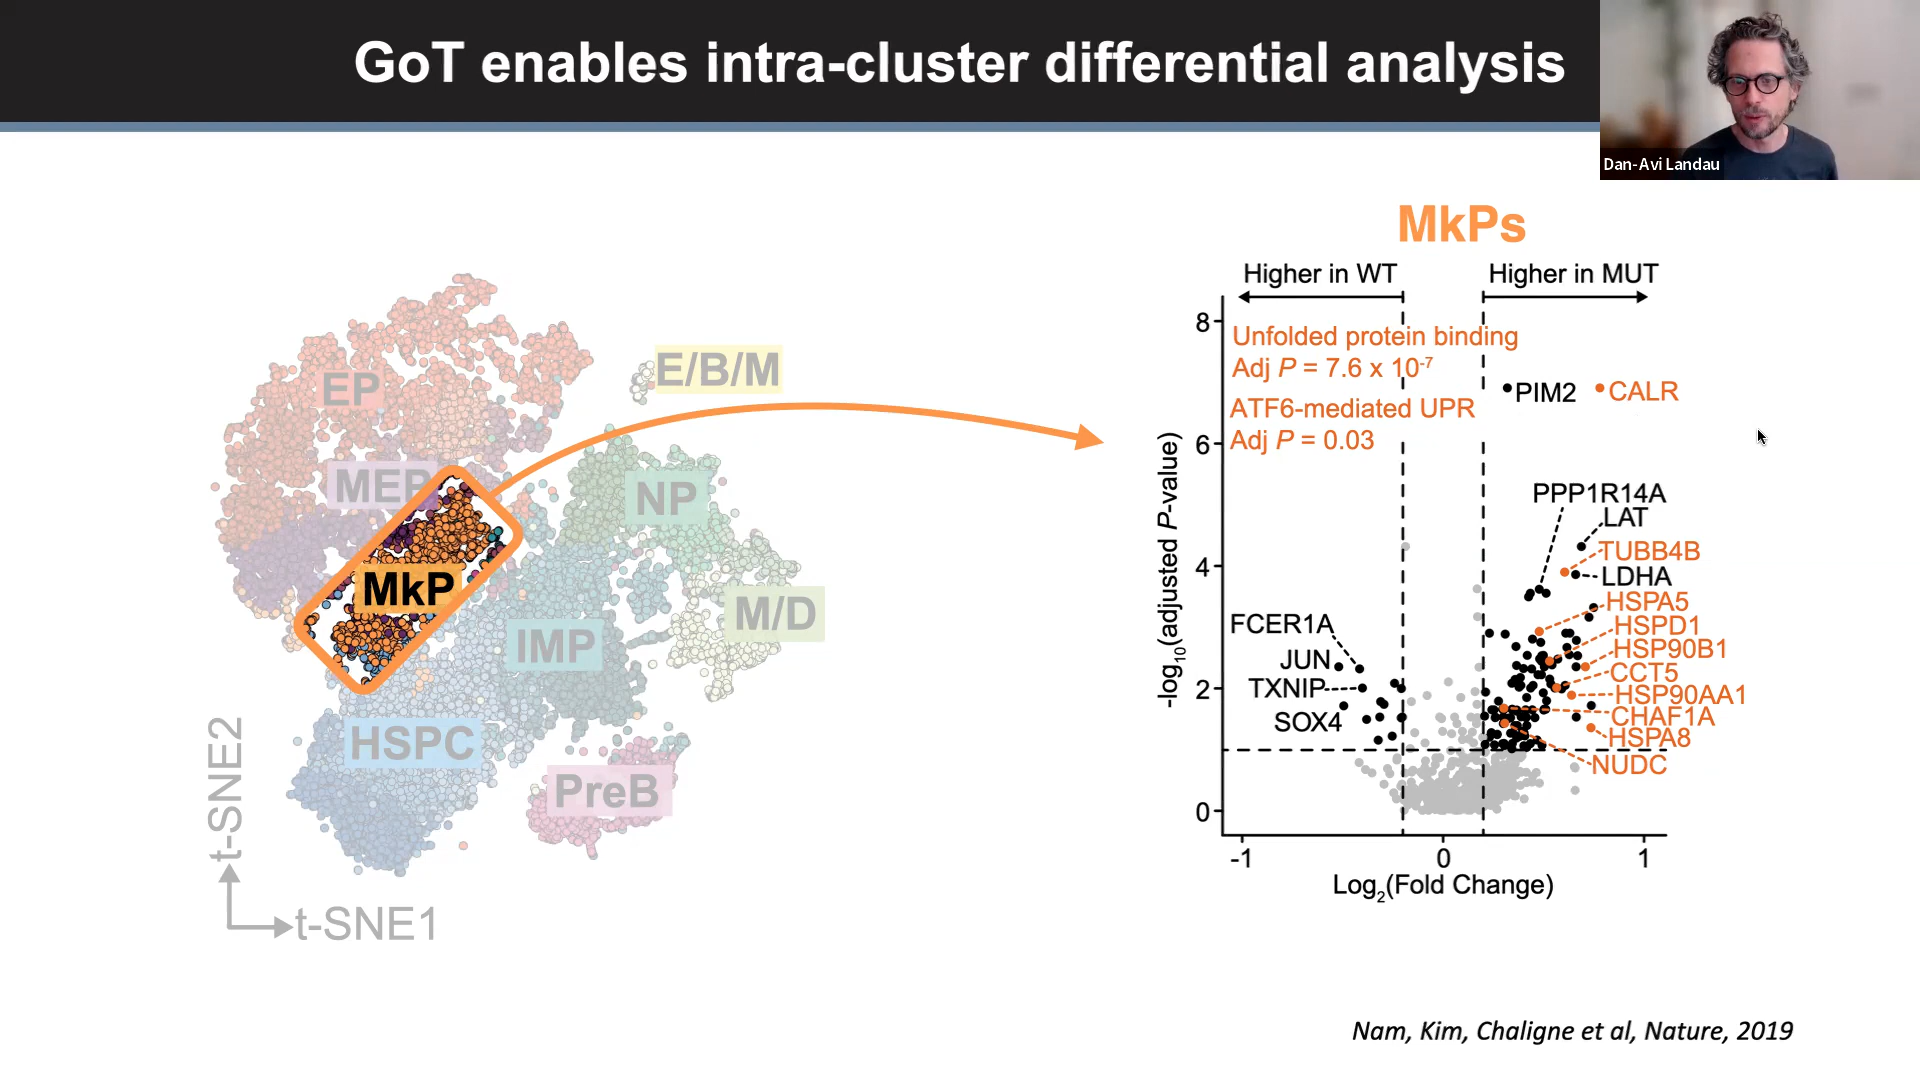 GoT enables intra-cluster differential analysis
Dan-Avi Landau
EP
E/B/M
MEP
NP
MkP
M/D
IMP
HSPC
PreB
t-SNE2
t-SNE1
MkPs
Higher in WT
Higher in MUT
Unfolded protein binding
Adj P = 7.6 x 10⁻⁷
ATF6-mediated UPR
Adj P = 0.03
PIM2
CALR
PPP1R14A
LAT
TUBB4B
LDHA
HSPA5
HSPD1
HSP90B1
CCT5
HSP90AA1
CHAF1A
HSPA8
NUDC
FCER1A
JUN
TXNIP
SOX4
-log₁₀(adjusted P-value)
8
6
4
2
0
-1
0
1
Log₂(Fold Change)
Nam, Kim, Chaligne et al, Nature, 2019